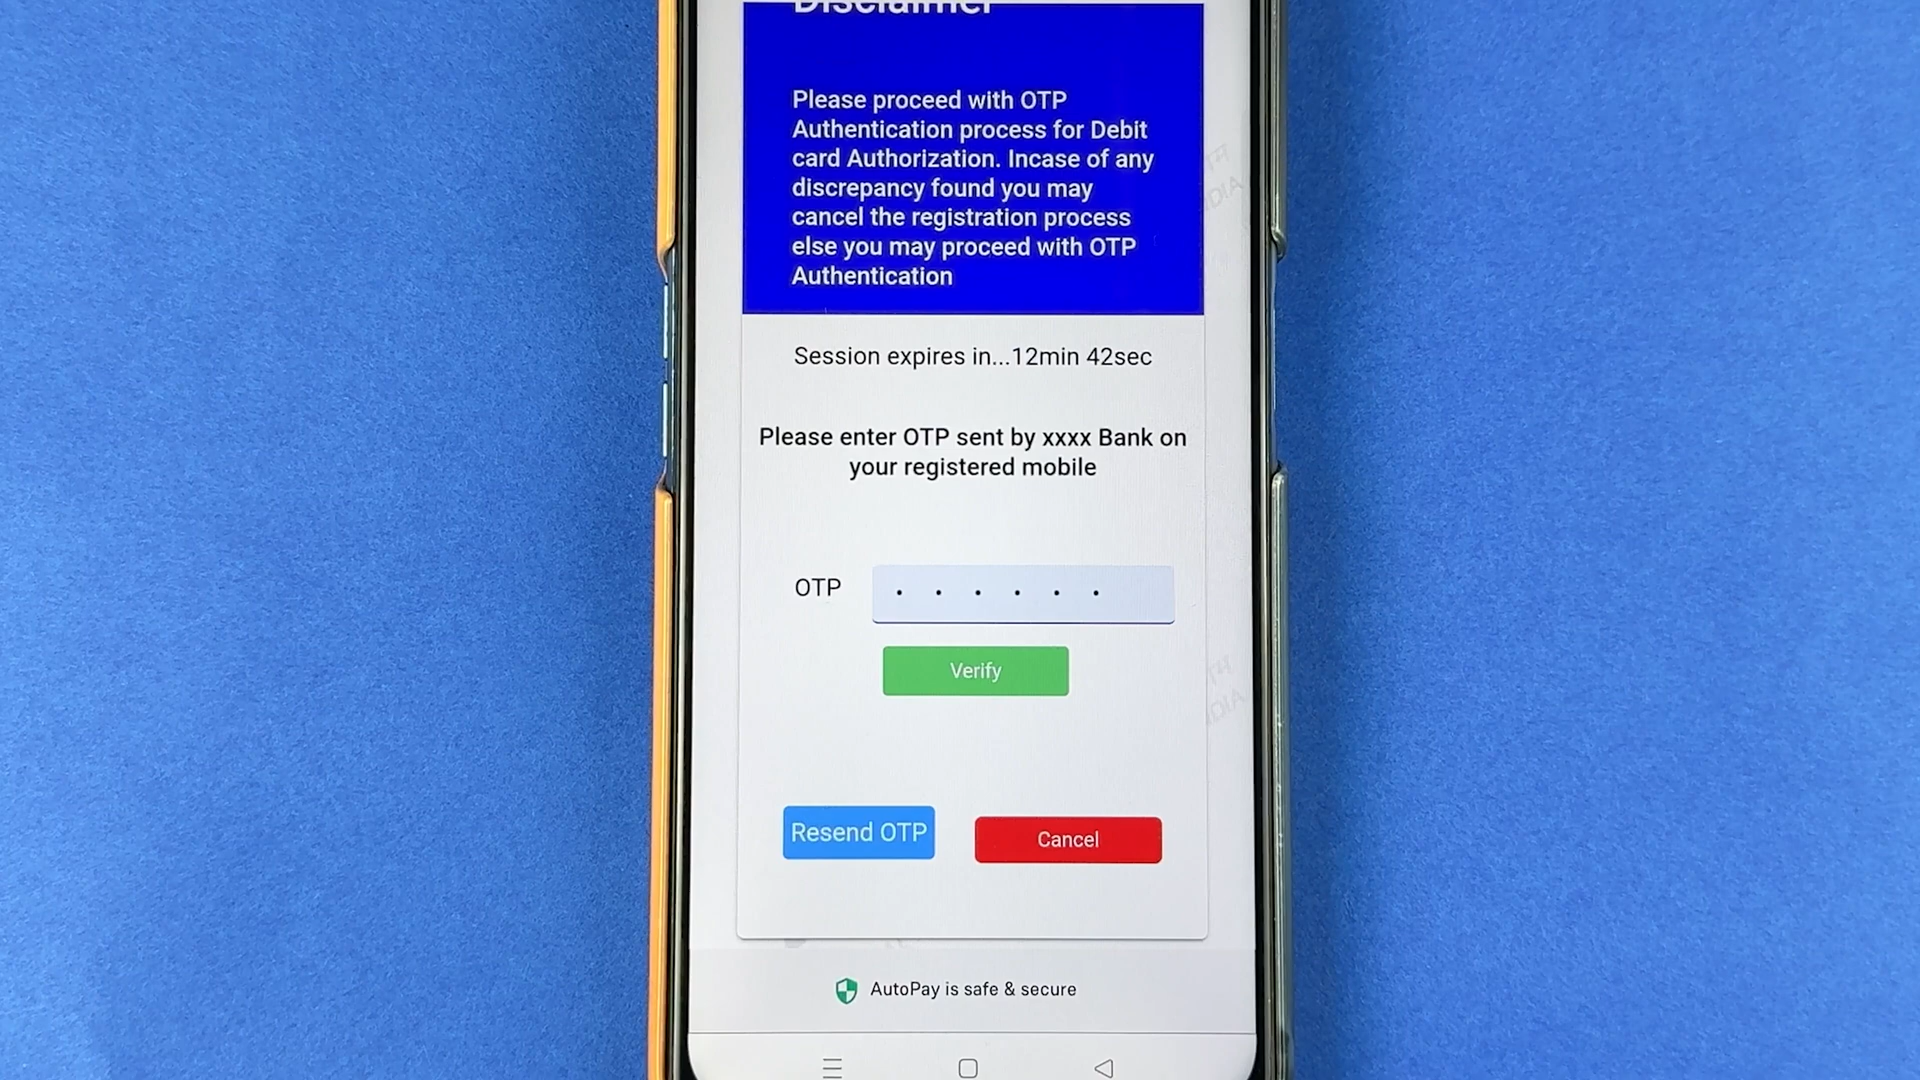 Disclaimer
Please proceed with OTP
Authentication process for Debit
card Authorization. Incase of any
discrepancy found you may
cancel the registration process
else you may proceed with OTP
Authentication
Session expires in...12min 42sec
Please enter OTP sent by xxxx Bank on
your registered mobile
OTP
Verify
Resend OTP
Cancel
AutoPay is safe & secure